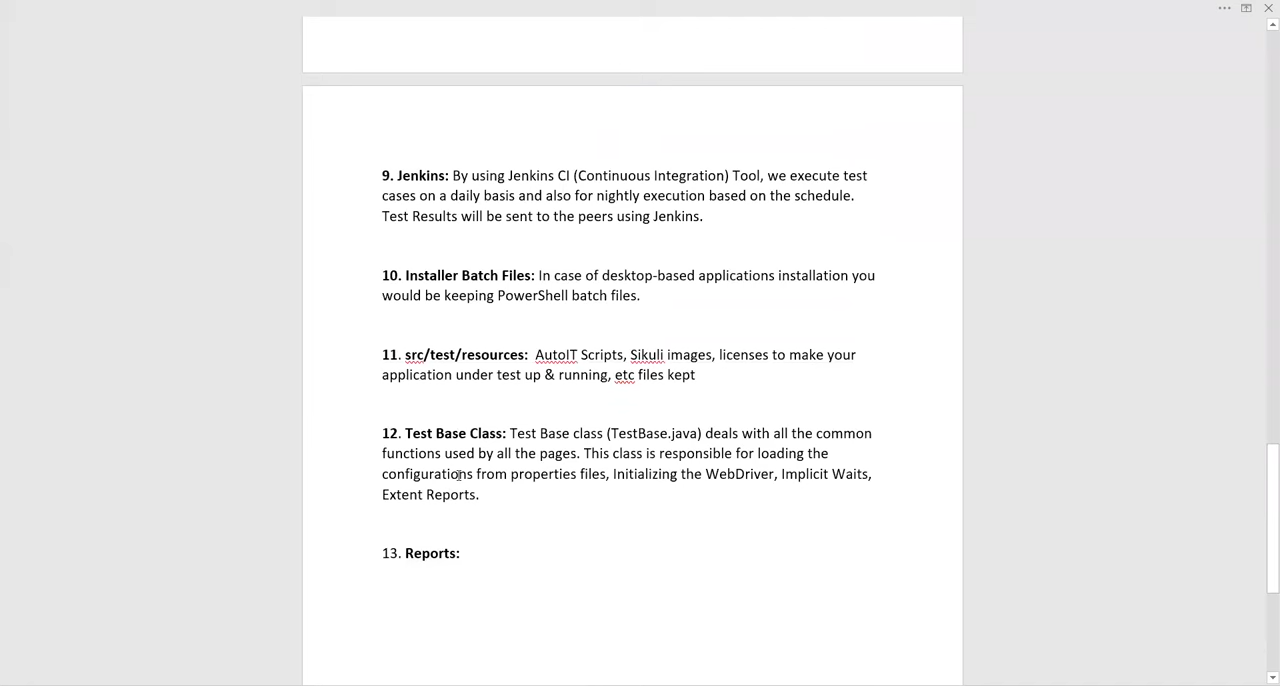 9. Jenkins: By using Jenkins CI (Continuous Integration) Tool, we execute test
cases on a daily basis and also for nightly execution based on the schedule.
Test Results will be sent to the peers using Jenkins.
10. Installer Batch Files: In case of desktop-based applications installation you
would be keeping PowerShell batch files.
11. src/test/resources: AutoIT Scripts, Sikuli images, licenses to make your
application under test up & running, etc files kept
12. Test Base Class: Test Base class (TestBase.java) deals with all the common
functions used by all the pages. This class is responsible for loading the
configurations from properties files, Initializing the WebDriver, Implicit Waits,
Extent Reports.
13. Reports: